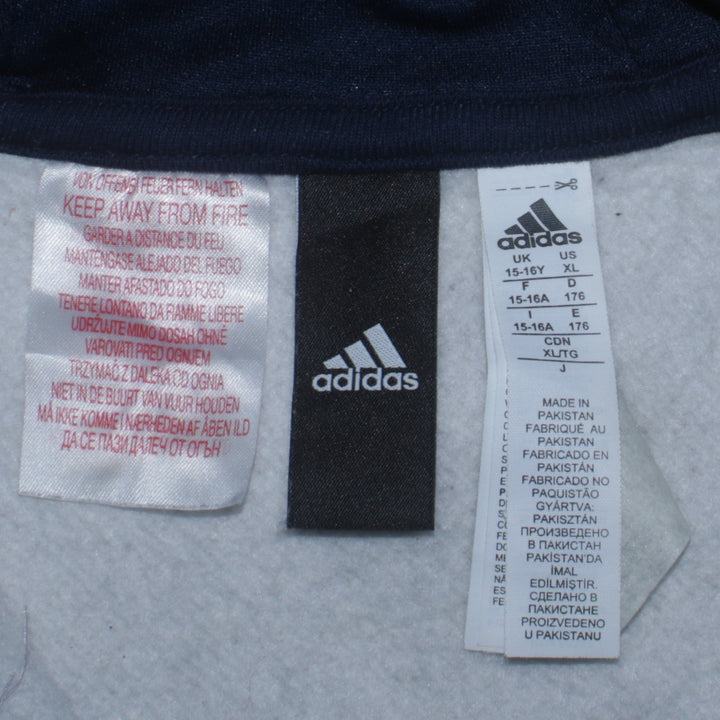 VON OFFENEM FEUER FERN HALTEN
KEEP AWAY FROM FIRE
GARDER A DISTANCE DU FEU
MANTÉNGASE ALEJADO DEL FUEGO
MANTER AFASTADO DO FOGO
TENERE LONTANO DA FIAMME LIBERE
UDRŽUJTE MIMO DOSAH OHNĚ
VAROVATI PRED OGNJEM
TRZYMAĆ Z DALEKA OD OGNIA
NIET IN DE BUURT VAN VUUR HOUDEN
MÅ IKKE KOMME I NÆRHEDEN AF ÅBEN ILD
ДА СЕ ПАЗИ ДАЛЕЧ ОТ ОГЪН
adidas
adidas
UK US
15-16Y XL
F D
15-16A 176
I E
15-16A 176
CDN
XL/TG
J
MADE IN
PAKISTAN
FABRIQUÉ AU
PAKISTAN
FABRICADO EN
PAKISTÁN
FABRICADO NO
PAQUISTÃO
GYÁRTVA:
PAKISZTÁN
ПРОИЗВЕДЕНО
В ПАКИСТАН
PAKİSTAN'DA
İMAL
EDİLMİŞTİR.
СДЕЛАНО В
ПАКИСТАНЕ
PROIZVEDENO
U PAKISTANU